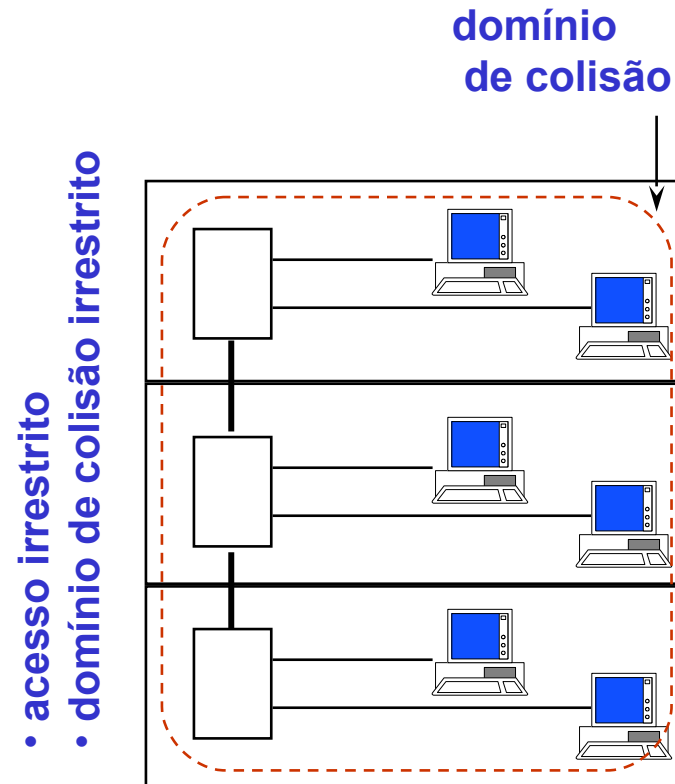 domínio
de colisão
• acesso irrestrito
• domínio de colisão irrestrito